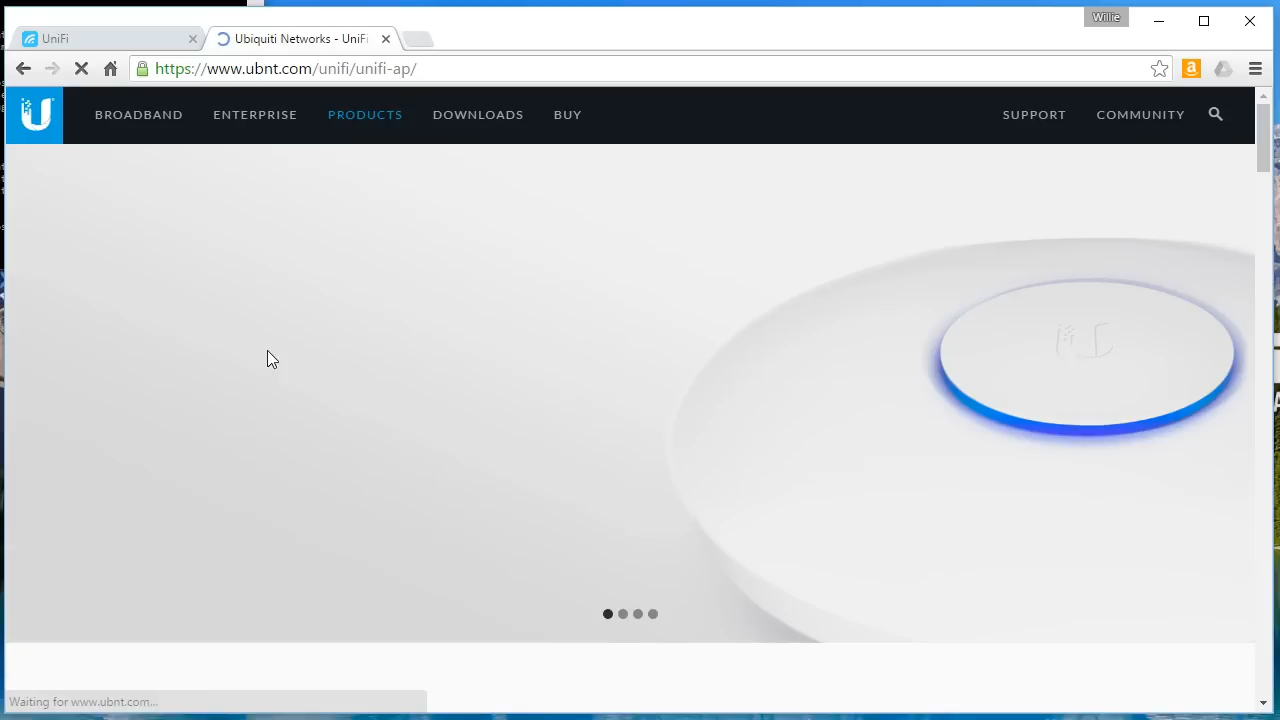 Willie
UniFi
Ubiquiti Networks - UniFi
https://www.ubnt.com/unifi/unifi-ap/
BROADBAND ENTERPRISE PRODUCTS DOWNLOADS BUY SUPPORT COMMUNITY
Waiting for www.ubnt.com...